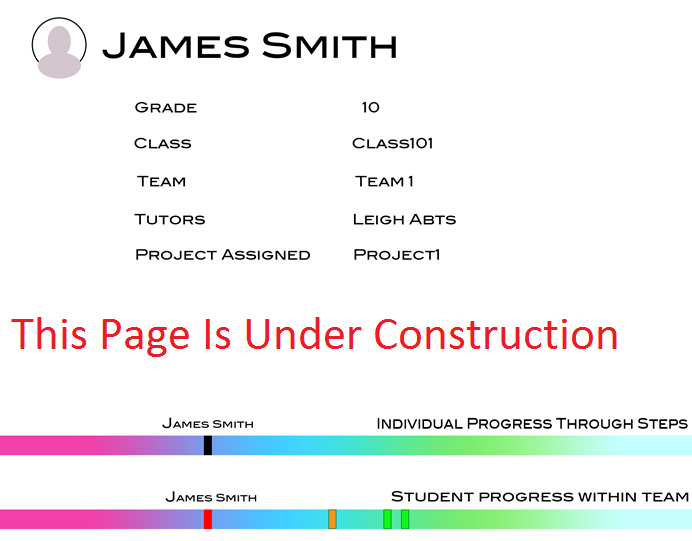 James Smith
Grade 10
Class Class101
Team Team 1
Tutors Leigh Abts
Project Assigned Project1
This Page Is Under Construction
James Smith Individual Progress Through Steps
James Smith Student progress within team